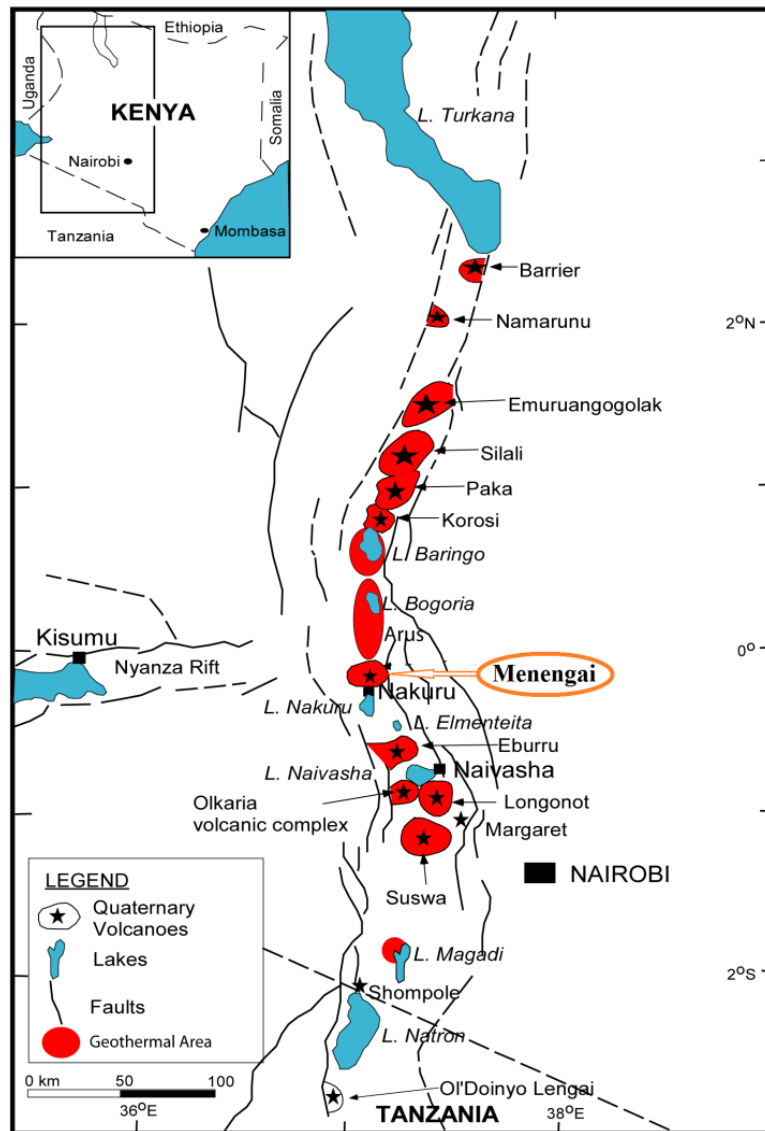 Ethiopia
Uganda
KENYA
Somalia
Nairobi
Mombasa
Tanzania
L. Turkana
Barrier
Namarunu
2°N
Emuruangogolak
Silali
Paka
Korosi
L. Baringo
L. Bogoria
Arus
Kisumu
Nyanza Rift
0°
Menengai
Nakuru
L. Nakuru
L. Elmenteita
Eburru
L. Naivasha
Naivasha
Olkaria
volcanic complex
Longonot
Margaret
NAIROBI
Suswa
LEGEND
Quaternary
Volcanoes
Lakes
Faults
Geothermal Area
0 km 50 100
L. Magadi
2°S
Shompole
L. Natron
Ol'Doinyo Lengai
TANZANIA
36°E
38°E